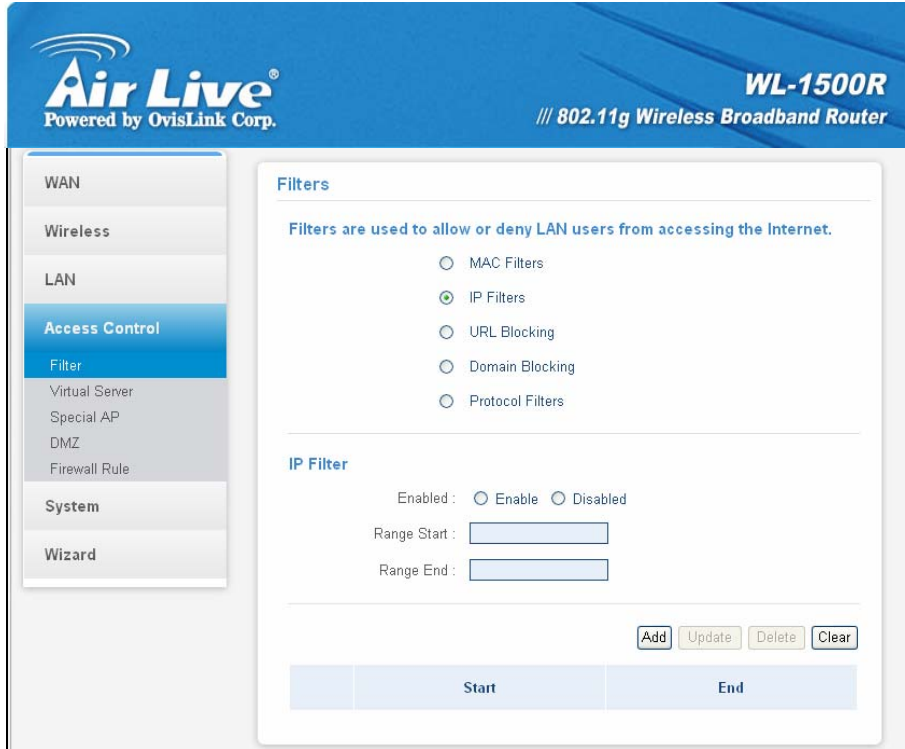 Air Live®
Powered by OvisLink Corp.
WL-1500R
/// 802.11g Wireless Broadband Router
WAN
Wireless
LAN
Access Control
Filter
Virtual Server
Special AP
DMZ
Firewall Rule
System
Wizard
Filters
Filters are used to allow or deny LAN users from accessing the Internet.
MAC Filters
IP Filters
URL Blocking
Domain Blocking
Protocol Filters
IP Filter
Enabled : Enable Disabled
Range Start :
Range End :
Add Update Delete Clear
Start End